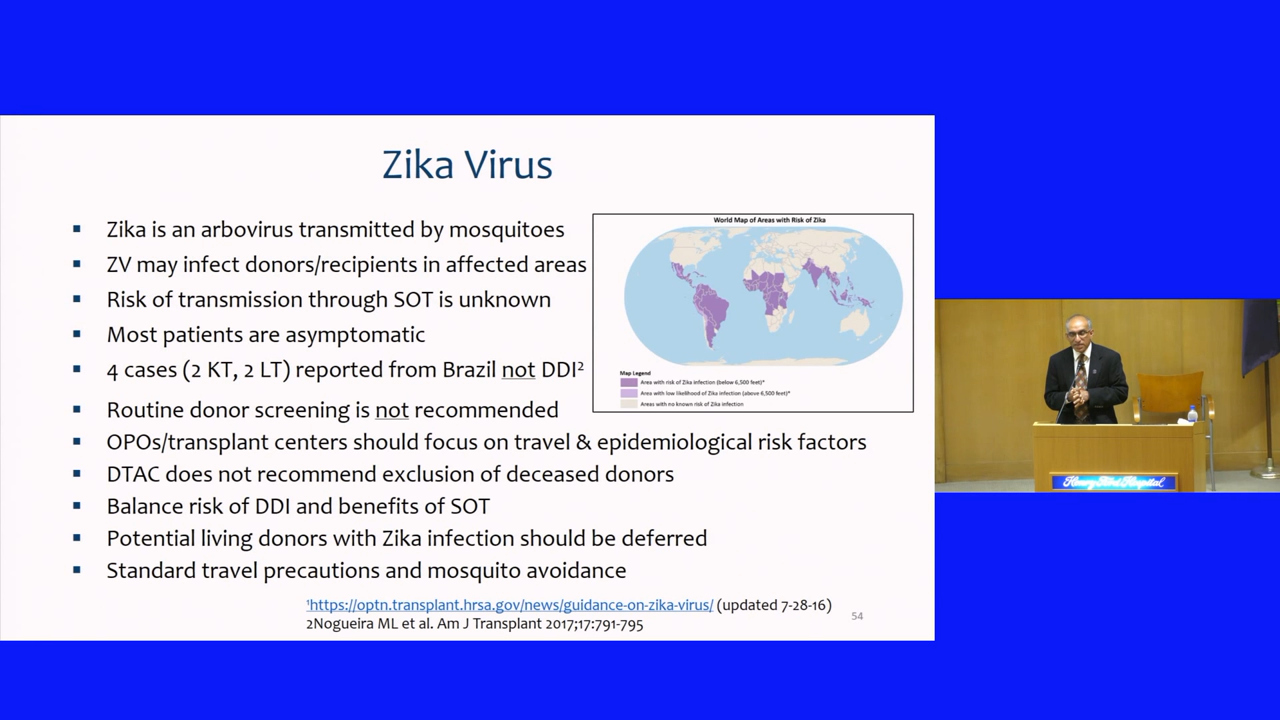 Zika Virus
Zika is an arbovirus transmitted by mosquitoes
ZV may infect donors/recipients in affected areas
Risk of transmission through SOT is unknown
Most patients are asymptomatic
4 cases (2 KT, 2 LT) reported from Brazil not DDI²
Routine donor screening is not recommended
OPOs/transplant centers should focus on travel & epidemiological risk factors
DTAC does not recommend exclusion of deceased donors
Balance risk of DDI and benefits of SOT
Potential living donors with Zika infection should be deferred
Standard travel precautions and mosquito avoidance
World Map of Areas with Risk of Zika
Map Legend
Area with risk of Zika infection (below 6,500 feet)*
Area with low likelihood of Zika infection (above 6,500 feet)*
Areas with no known risk of Zika infection
¹https://optn.transplant.hrsa.gov/news/guidance-on-zika-virus/ (updated 7-28-16)
2Nogueira ML et al. Am J Transplant 2017;17:791-795
54
Henry Ford Hospital